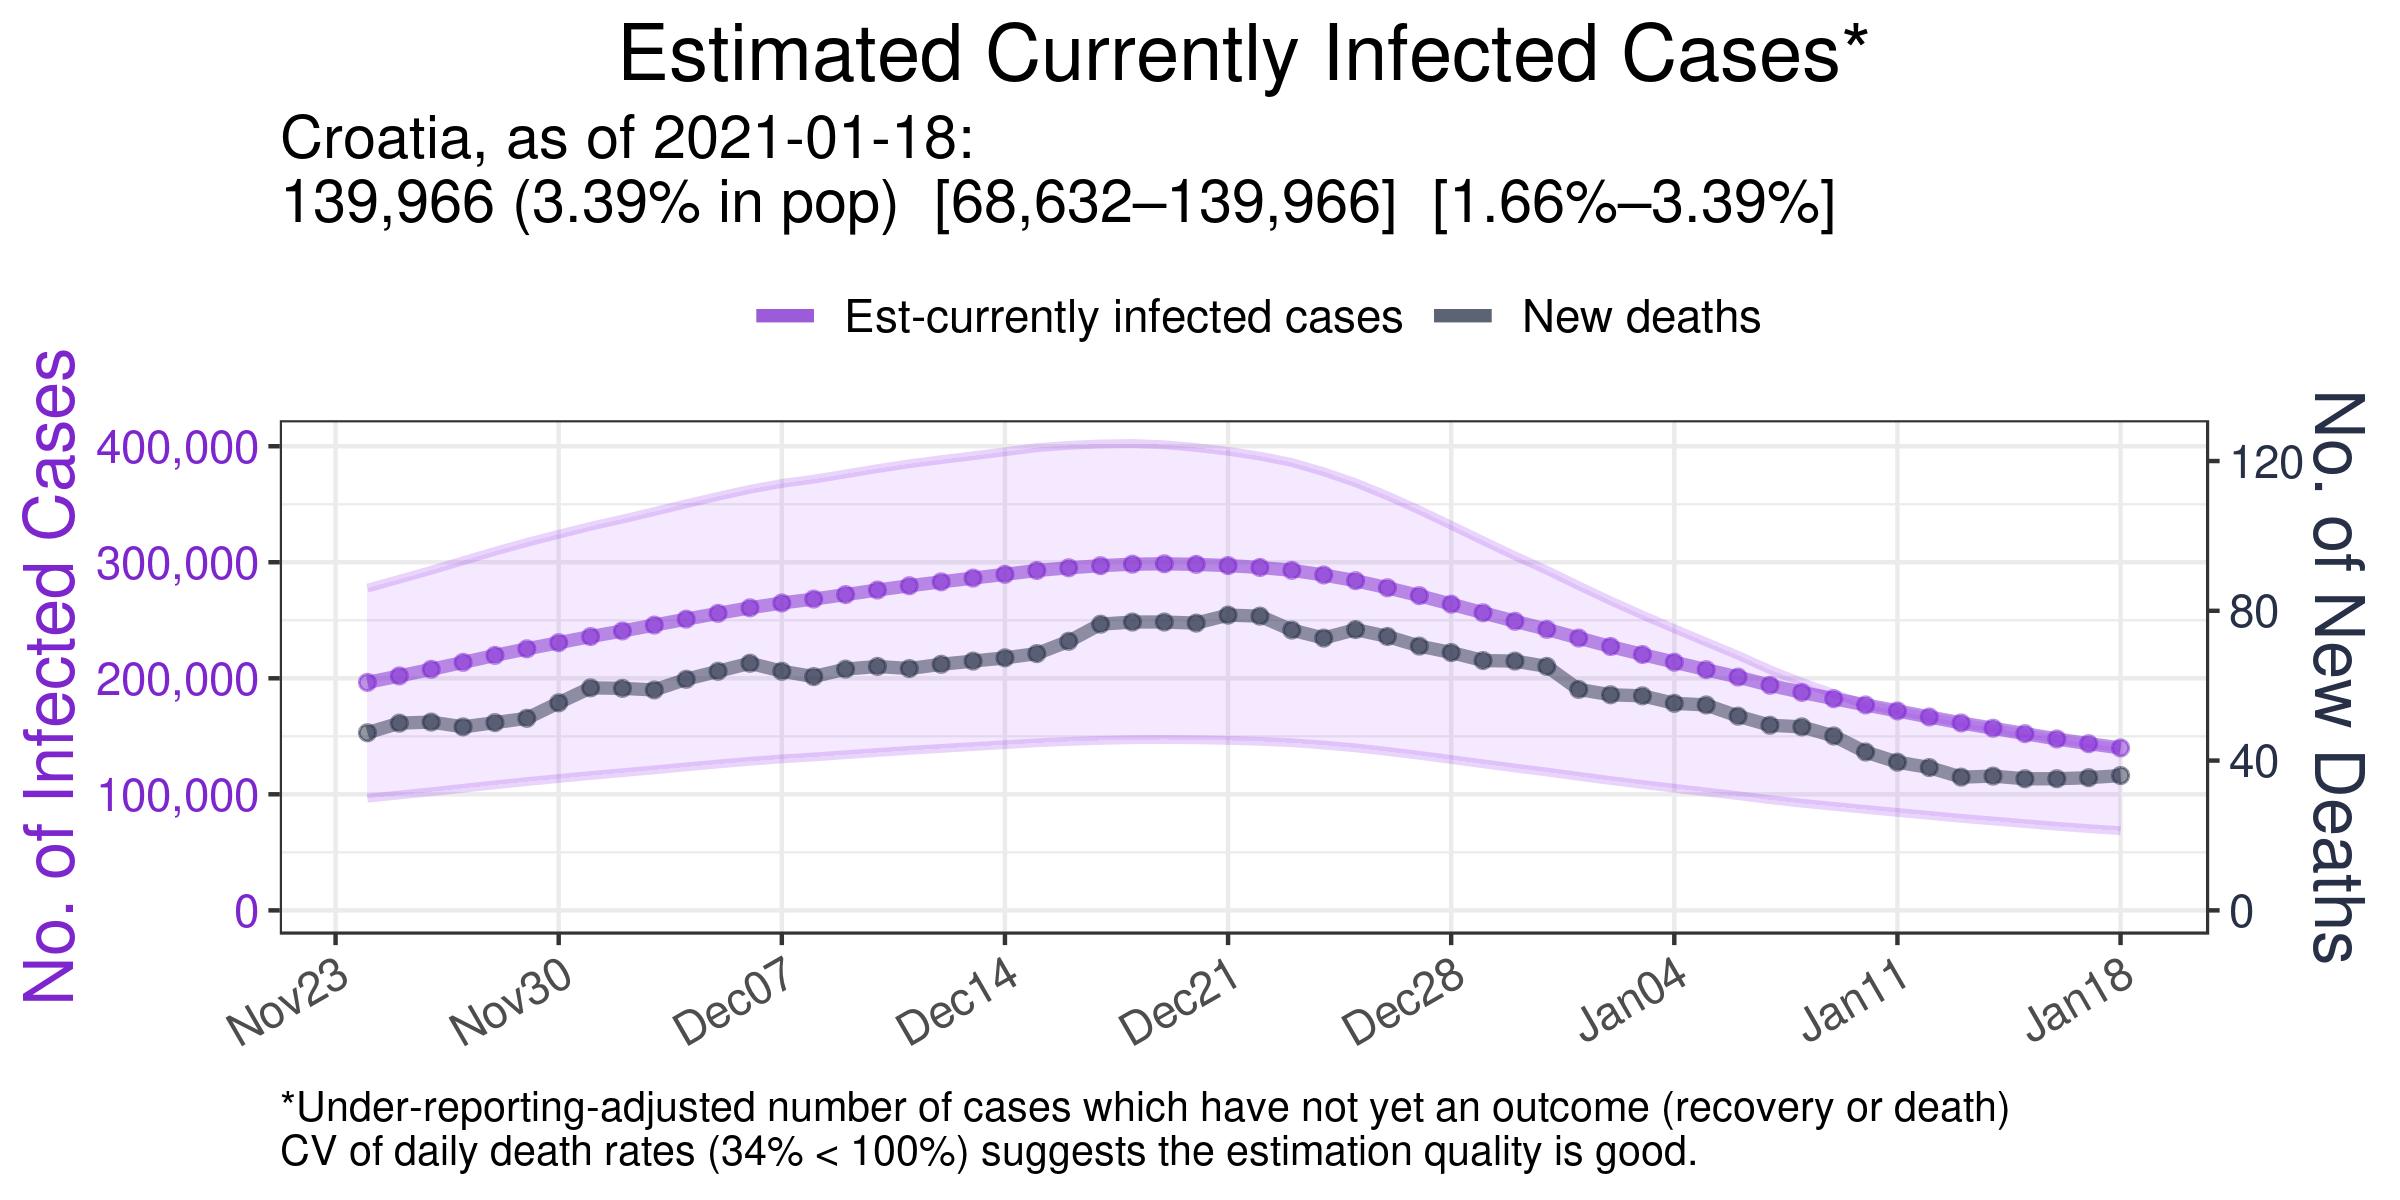 Estimated Currently Infected Cases*
Croatia, as of 2021-01-18:
139,966 (3.39% in pop)  [68,632–139,966]  [1.66%–3.39%]
Est-currently infected cases
New deaths
No. of Infected Cases
400,000
300,000
200,000
100,000
0
No. of New Deaths
120
80
40
0
Nov23
Nov30
Dec07
Dec14
Dec21
Dec28
Jan04
Jan11
Jan18
*Under-reporting-adjusted number of cases which have not yet an outcome (recovery or death)
CV of daily death rates (34% < 100%) suggests the estimation quality is good.